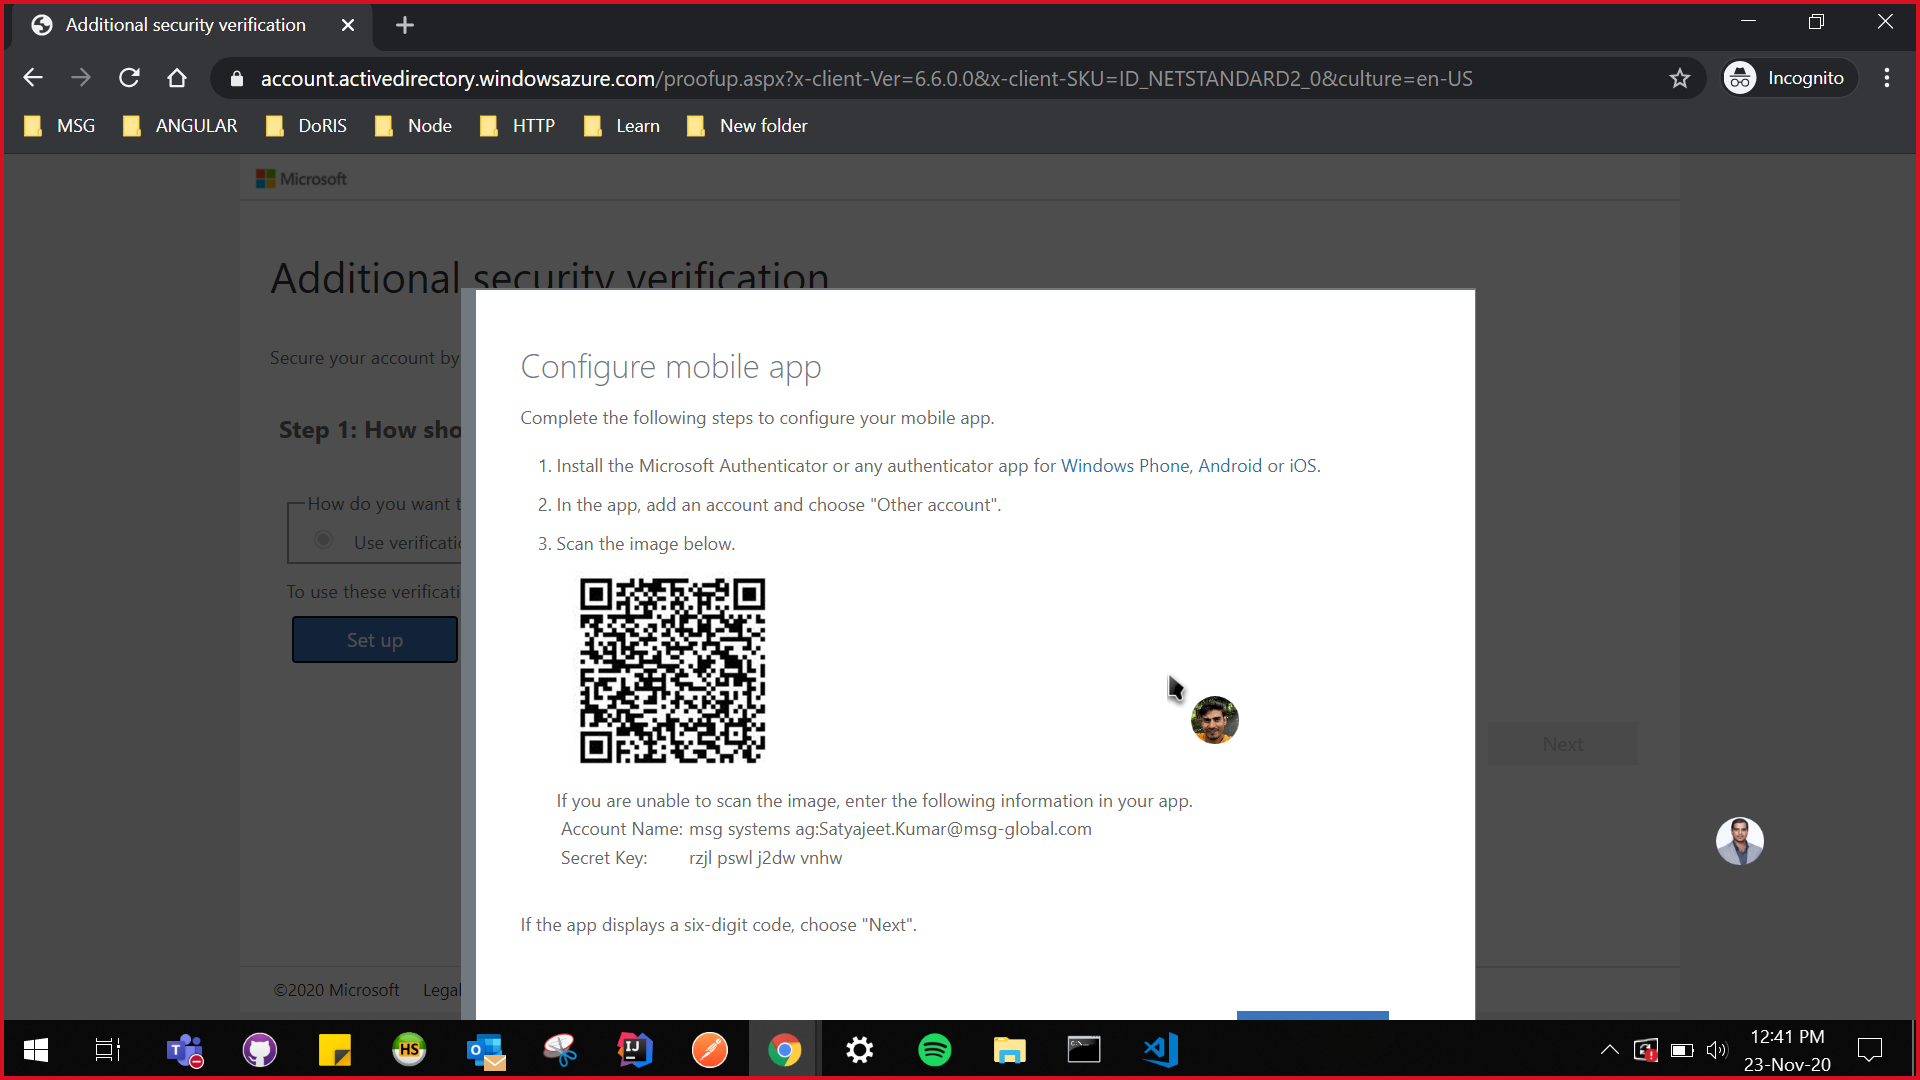 Additional security verification
account.activedirectory.windowsazure.com/proofup.aspx?x-client-Ver=6.6.0.0&x-client-SKU=ID_NETSTANDARD2_0&culture=en-US
Incognito
MSG ANGULAR DoRIS Node HTTP Learn New folder
Microsoft
Additional security verification
Secure your account by
Step 1: How sho
How do you want t
Use verificatio
To use these verificati
Set up
Configure mobile app
Complete the following steps to configure your mobile app.
1. Install the Microsoft Authenticator or any authenticator app for Windows Phone, Android or iOS.
2. In the app, add an account and choose "Other account".
3. Scan the image below.
If you are unable to scan the image, enter the following information in your app.
Account Name: msg systems ag:Satyajeet.Kumar@msg-global.com
Secret Key: rzjl pswl j2dw vnhw
If the app displays a six-digit code, choose "Next".
Next
©2020 Microsoft Legal
T
HS
O
IJ
C:\_
12:41 PM
23-Nov-20